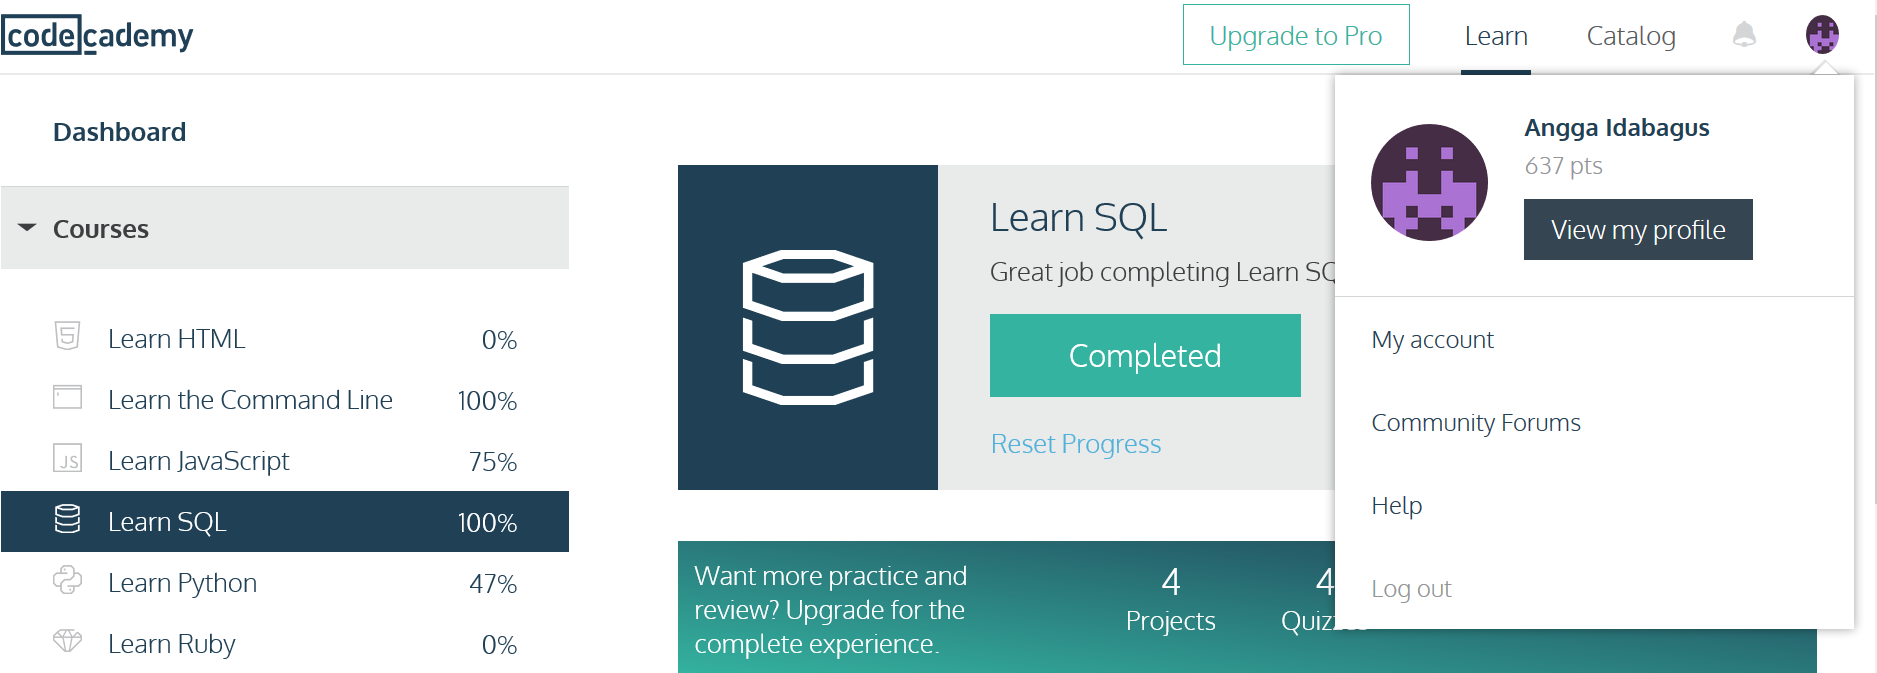 codecademy
Upgrade to Pro
Learn
Catalog
Dashboard
Courses
Learn HTML 0%
Learn the Command Line 100%
JS Learn JavaScript 75%
Learn SQL 100%
Learn Python 47%
Learn Ruby 0%
Learn SQL
Great job completing Learn SQ
Completed
Reset Progress
Want more practice and
review? Upgrade for the
complete experience.
4
Projects
4
Quizzes
Angga Idabagus
637 pts
View my profile
My account
Community Forums
Help
Log out